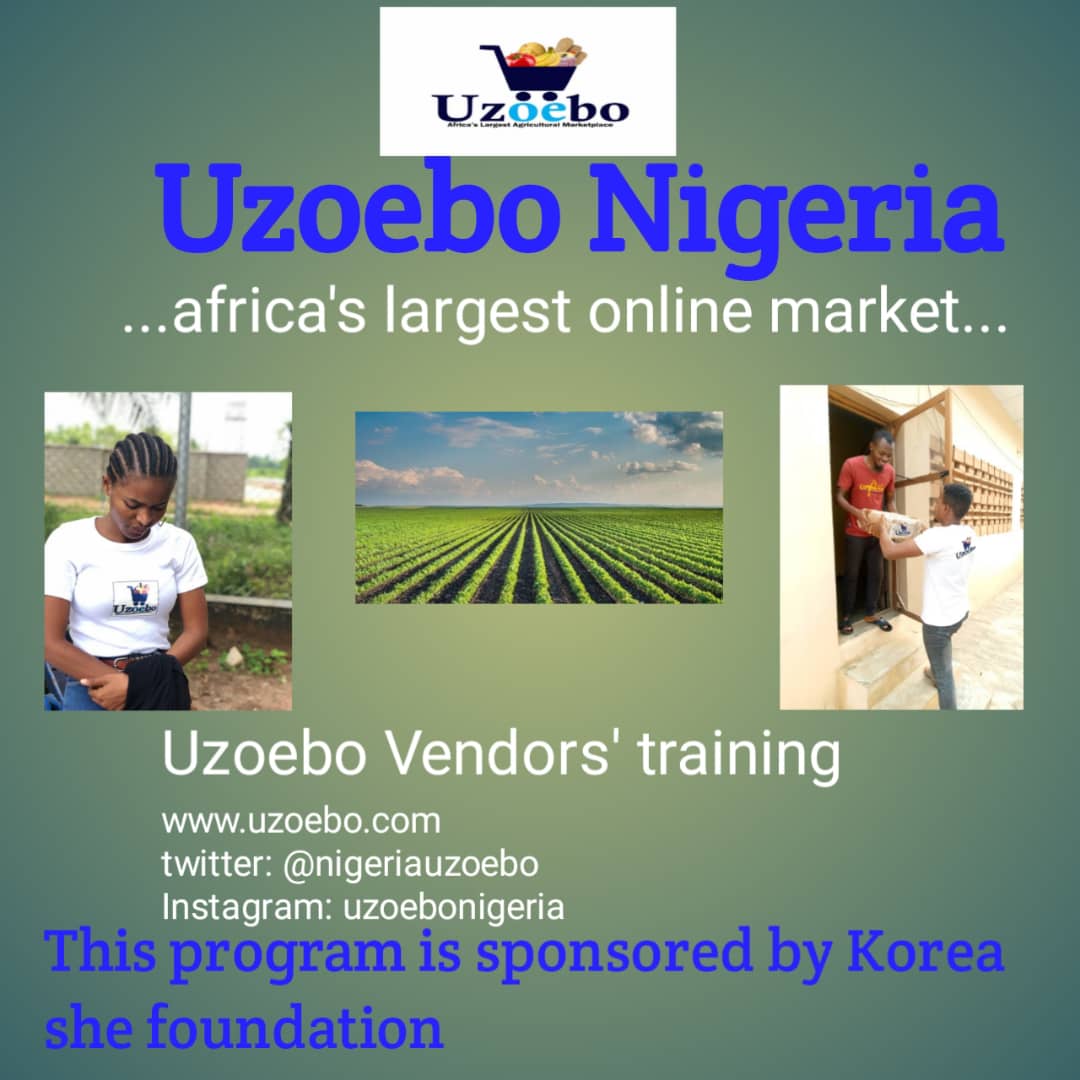 Uzoebo
Africa's Largest Agricultural Marketplace
Uzoebo Nigeria
...africa's largest online market...
Uzoebo
Uzoebo Vendors' training
www.uzoebo.com
twitter: @nigeriauzoebo
Instagram: uzoebonigeria
This program is sponsored by Korea
she foundation